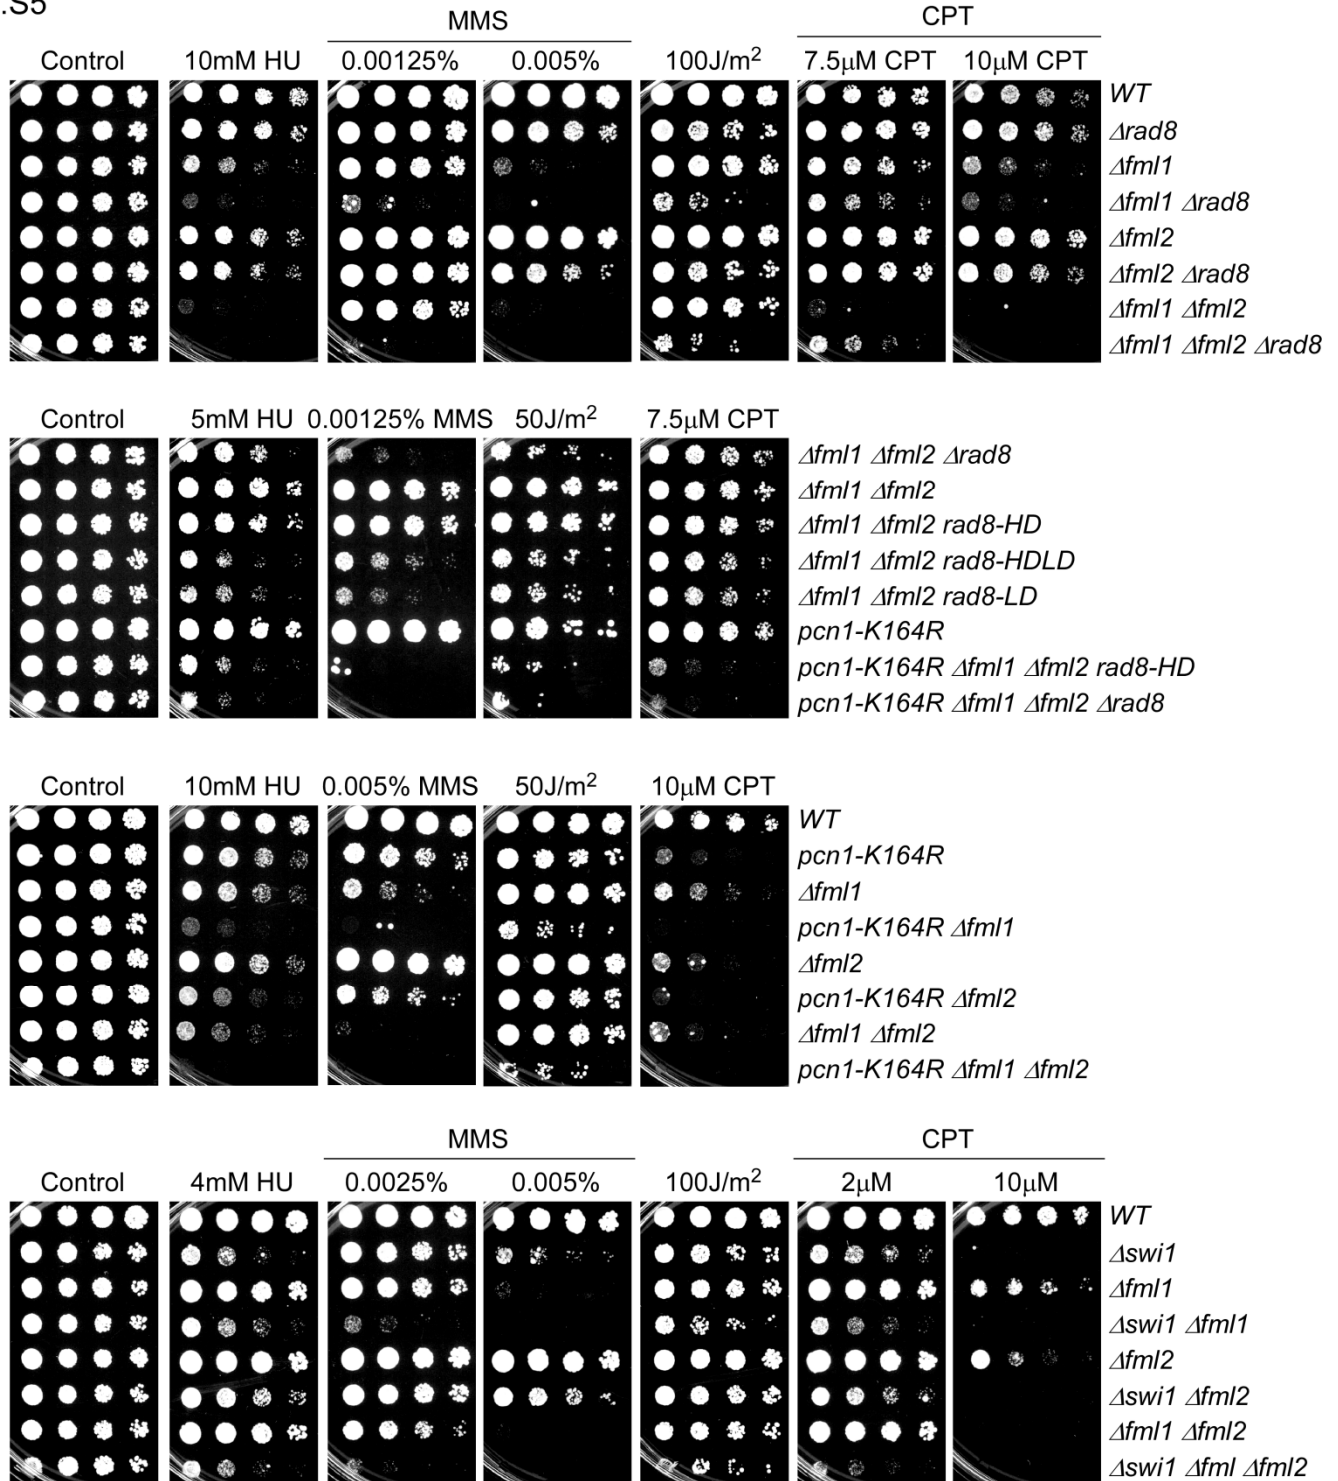 .S5
MMS
CPT
Control 10mM HU 0.00125% 0.005% 100J/m² 7.5μM CPT 10μM CPT
WT
Δrad8
Δfml1
Δfml1 Δrad8
Δfml2
Δfml2 Δrad8
Δfml1 Δfml2
Δfml1 Δfml2 Δrad8
Control 5mM HU 0.00125% MMS 50J/m² 7.5μM CPT
Δfml1 Δfml2 Δrad8
Δfml1 Δfml2
Δfml1 Δfml2 rad8-HD
Δfml1 Δfml2 rad8-HDLD
Δfml1 Δfml2 rad8-LD
pcn1-K164R
pcn1-K164R Δfml1 Δfml2 rad8-HD
pcn1-K164R Δfml1 Δfml2 Δrad8
Control 10mM HU 0.005% MMS 50J/m² 10μM CPT
WT
pcn1-K164R
Δfml1
pcn1-K164R Δfml1
Δfml2
pcn1-K164R Δfml2
Δfml1 Δfml2
pcn1-K164R Δfml1 Δfml2
MMS CPT
Control 4mM HU 0.0025% 0.005% 100J/m² 2μM 10μM
WT
Δswi1
Δfml1
Δswi1 Δfml1
Δfml2
Δswi1 Δfml2
Δfml1 Δfml2
Δswi1 Δfml Δfml2